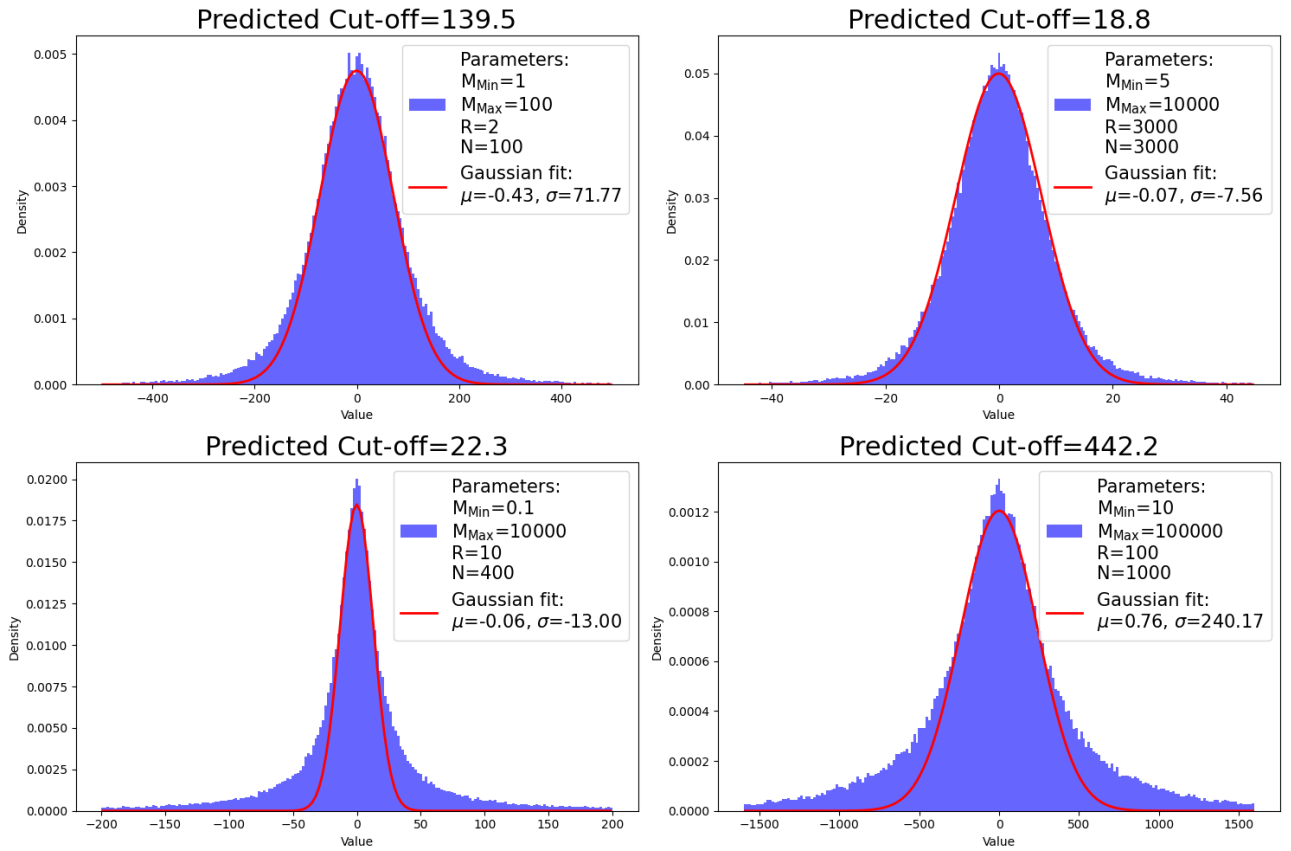 Predicted Cut-off=139.5
0.005
0.004
0.003
0.002
0.001
0.000
Density
−400
−200
0
200
400
Value
Parameters:
M_Min=1
M_Max=100
R=2
N=100
Gaussian fit:
μ=-0.43, σ=71.77
Predicted Cut-off=18.8
0.05
0.04
0.03
0.02
0.01
0.00
Density
−40
−20
0
20
40
Value
Parameters:
M_Min=5
M_Max=10000
R=3000
N=3000
Gaussian fit:
μ=-0.07, σ=-7.56
Predicted Cut-off=22.3
0.0200
0.0175
0.0150
0.0125
0.0100
0.0075
0.0050
0.0025
0.0000
Density
−200
−150
−100
−50
0
50
100
150
200
Value
Parameters:
M_Min=0.1
M_Max=10000
R=10
N=400
Gaussian fit:
μ=-0.06, σ=-13.00
Predicted Cut-off=442.2
0.0012
0.0010
0.0008
0.0006
0.0004
0.0002
0.0000
Density
−1500
−1000
−500
0
500
1000
1500
Value
Parameters:
M_Min=10
M_Max=100000
R=100
N=1000
Gaussian fit:
μ=0.76, σ=240.17